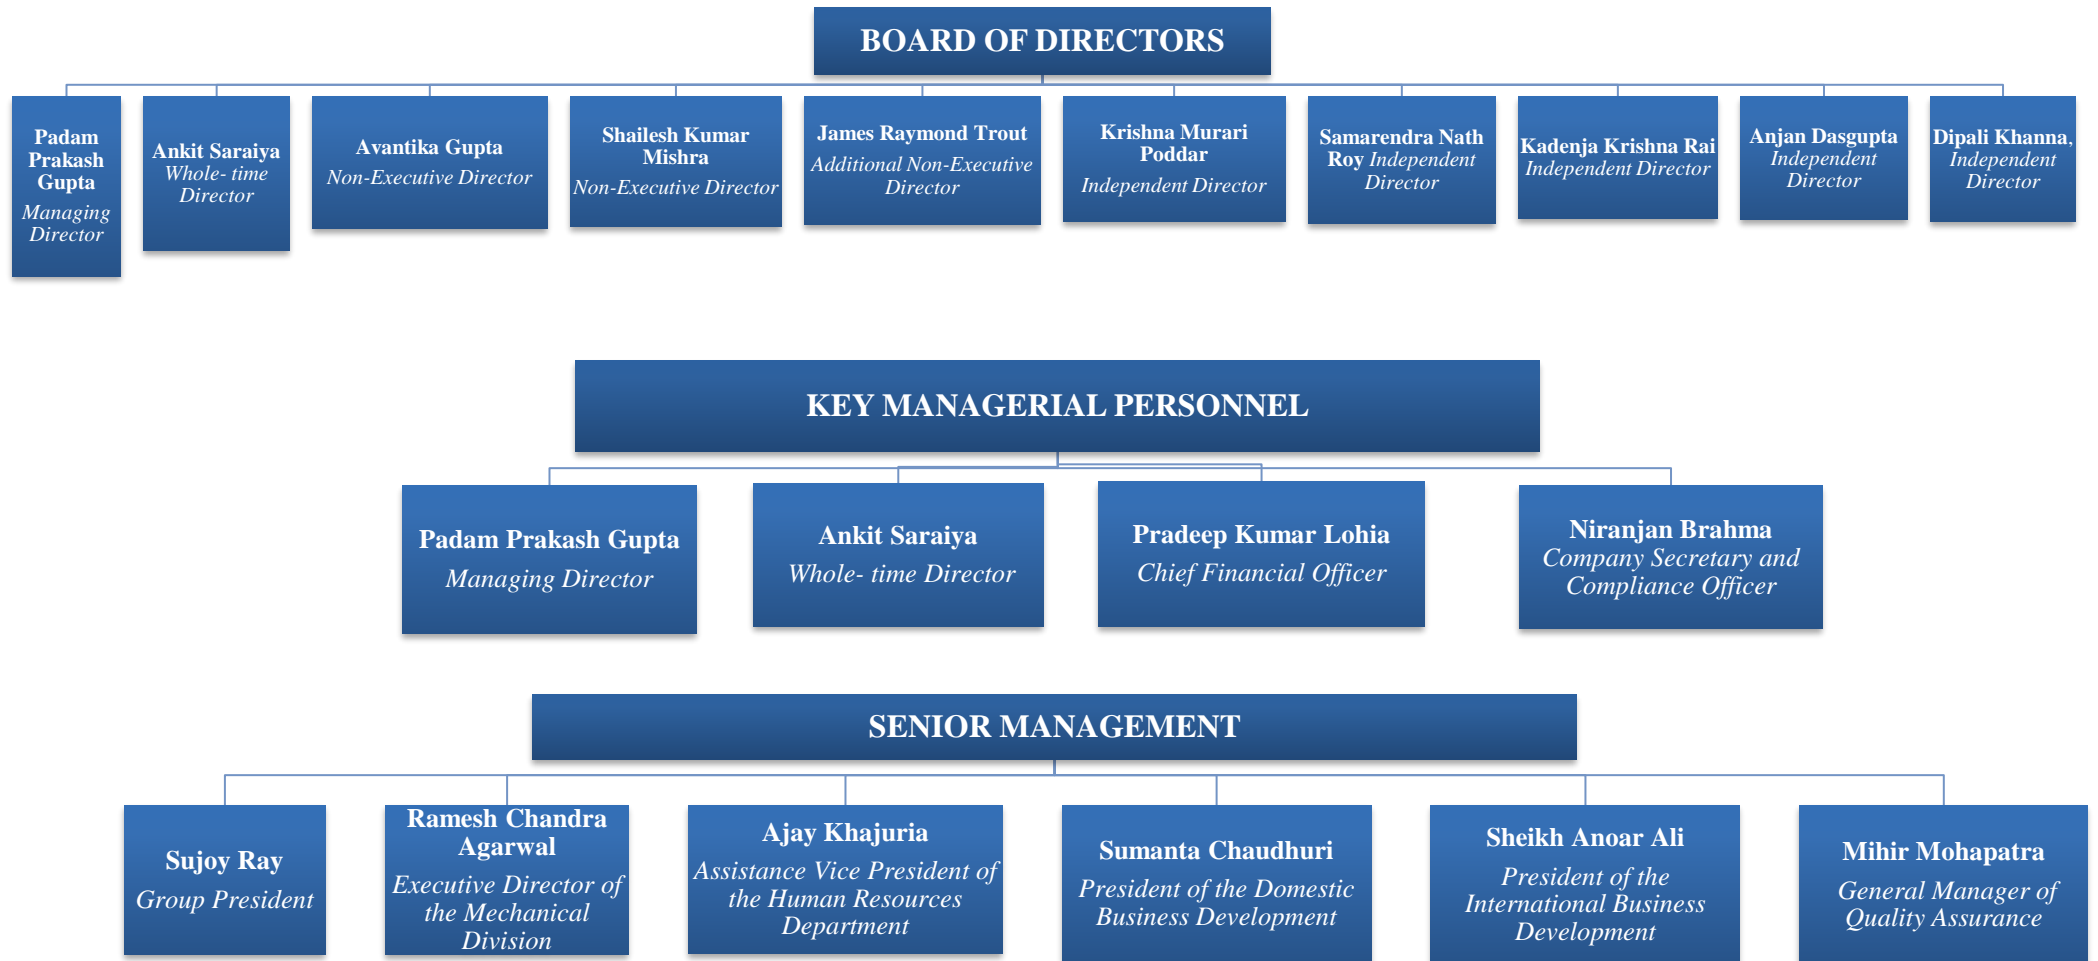 BOARD OF DIRECTORS
Padam
Prakash
Gupta
Managing
Director
Ankit Saraiya
Whole- time
Director
Avantika Gupta
Non-Executive Director
Shailesh Kumar
Mishra
Non-Executive Director
James Raymond Trout
Additional Non-Executive
Director
Krishna Murari
Poddar
Independent Director
Samarendra Nath
Roy Independent
Director
Kadenja Krishna Rai
Independent Director
Anjan Dasgupta
Independent
Director
Dipali Khanna,
Independent
Director
KEY MANAGERIAL PERSONNEL
Padam Prakash Gupta
Managing Director
Ankit Saraiya
Whole- time Director
Pradeep Kumar Lohia
Chief Financial Officer
Niranjan Brahma
Company Secretary and
Compliance Officer
SENIOR MANAGEMENT
Sujoy Ray
Group President
Ramesh Chandra
Agarwal
Executive Director of
the Mechanical
Division
Ajay Khajuria
Assistance Vice President of
the Human Resources
Department
Sumanta Chaudhuri
President of the Domestic
Business Development
Sheikh Anoar Ali
President of the
International Business
Development
Mihir Mohapatra
General Manager of
Quality Assurance